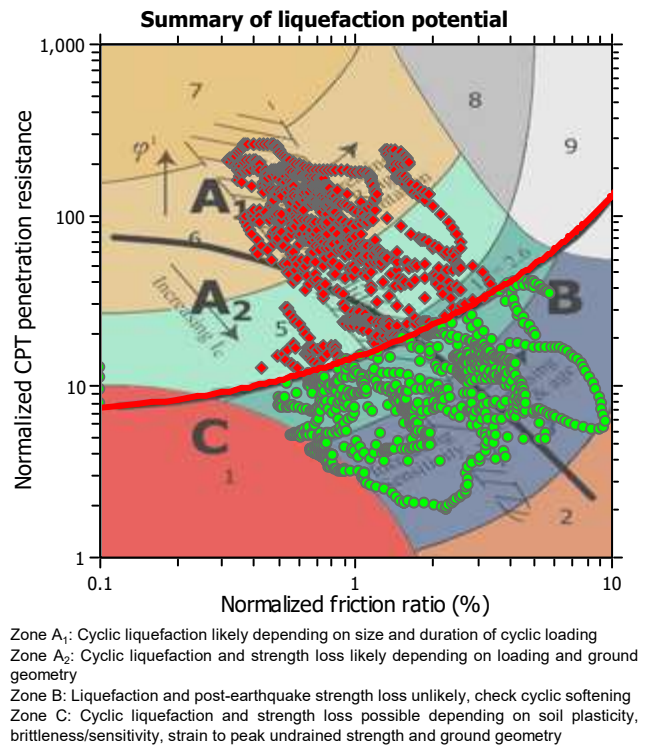 Summary of liquefaction potential
Normalized CPT penetration resistance
1,000
100
10
1
7
8
9
φ'
A1
6
A2
Increasing Ic
5
2.6
B
C
1
2
0.1
1
10
Normalized friction ratio (%)
Zone A1: Cyclic liquefaction likely depending on size and duration of cyclic loading
Zone A2: Cyclic liquefaction and strength loss likely depending on loading and ground
geometry
Zone B: Liquefaction and post-earthquake strength loss unlikely, check cyclic softening
Zone C: Cyclic liquefaction and strength loss possible depending on soil plasticity,
brittleness/sensitivity, strain to peak undrained strength and ground geometry